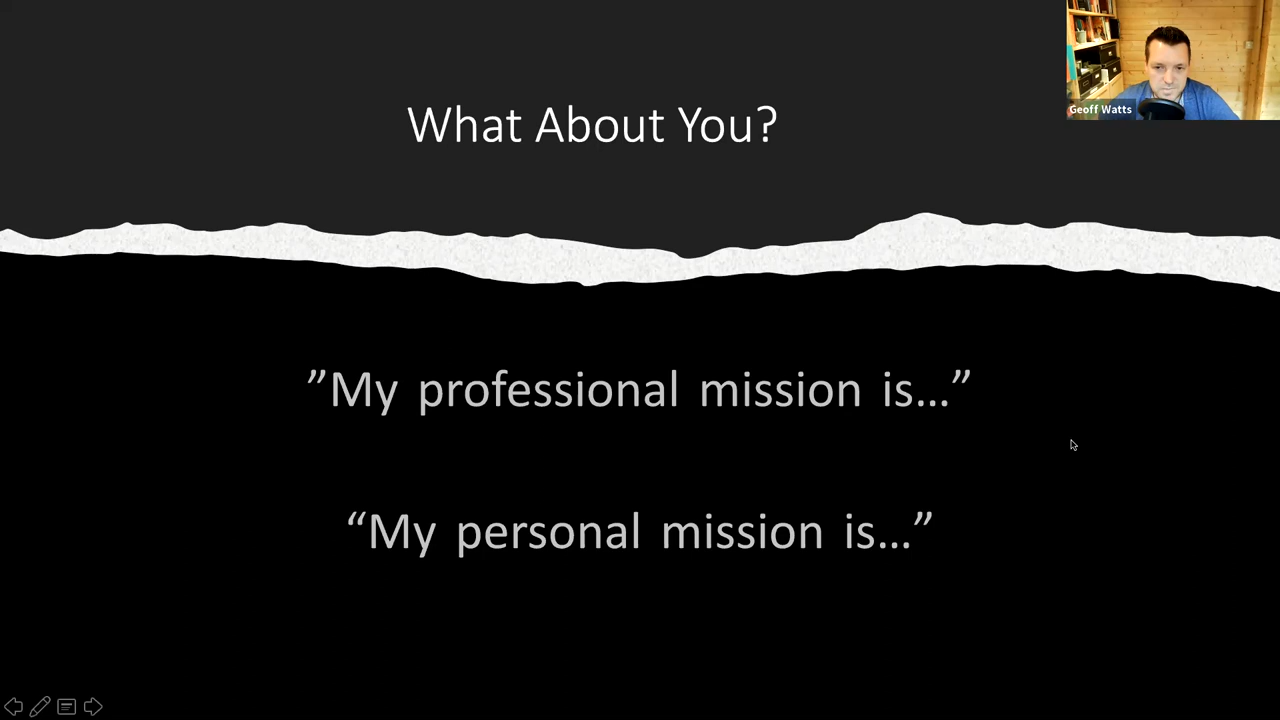 Geoff Watts
What About You?
”My professional mission is...”
“My personal mission is...”